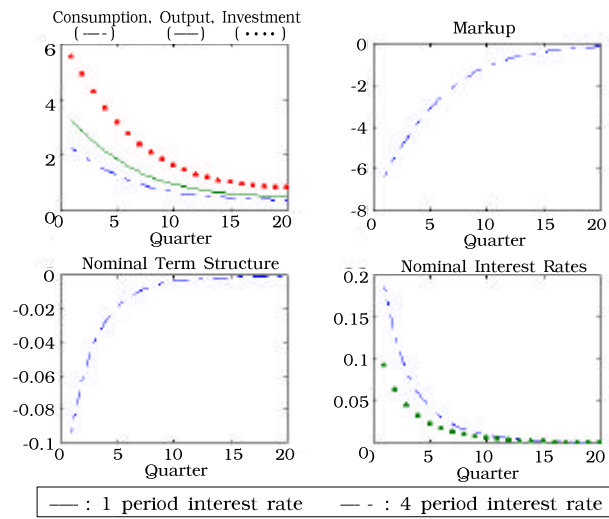 Consumption, Output, Investment
(—-—-) (——) (••••)
Markup
6
4
2
0
0 5 10 15 20
Quarter
0
-2
-4
-6
-8
0 5 10 15 20
Quarter
Nominal Term Structure
Nominal Interest Rates
0
-0.02
-0.04
-0.06
-0.08
-0.1
0 5 10 15 20
Quarter
0.2
0.15
0.1
0.05
0
0 5 10 15 20
Quarter
—— : 1 period interest rate —- - : 4 period interest rate